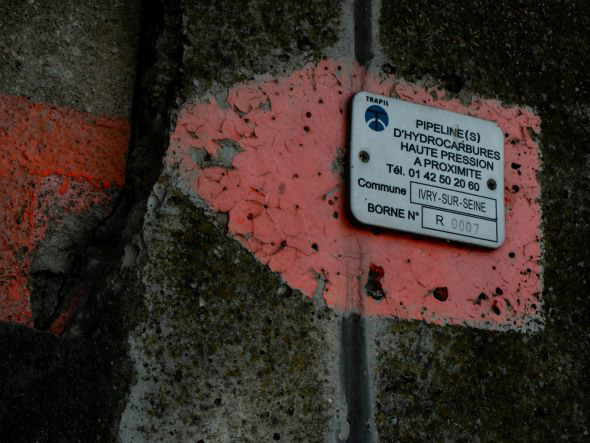 TRAPIL
PIPELINE(S)
D'HYDROCARBURES
HAUTE PRESSION
A PROXIMITE
Tél. 01 42 50 20 60
Commune IVRY-SUR-SEINE
BORNE N° R 0007